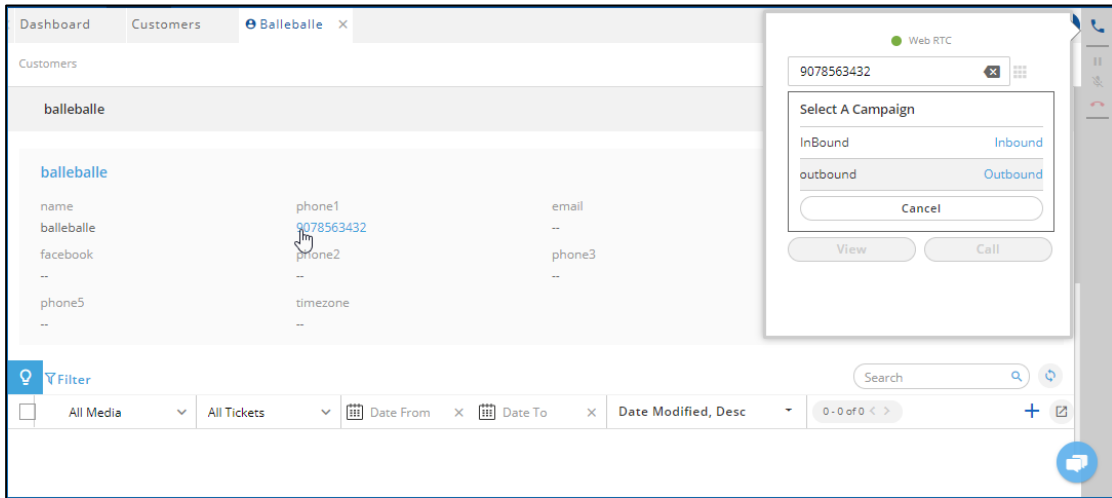 Dashboard Customers Balleballe
Customers
balleballe
balleballe
name phone1 email
balleballe 9078563432 --
facebook phone2 phone3
-- -- --
phone5 timezone
-- --
Web RTC
9078563432
Select A Campaign
InBound Inbound
outbound Outbound
Cancel
View Call
Filter Search
All Media All Tickets Date From Date To Date Modified, Desc 0 - 0 of 0